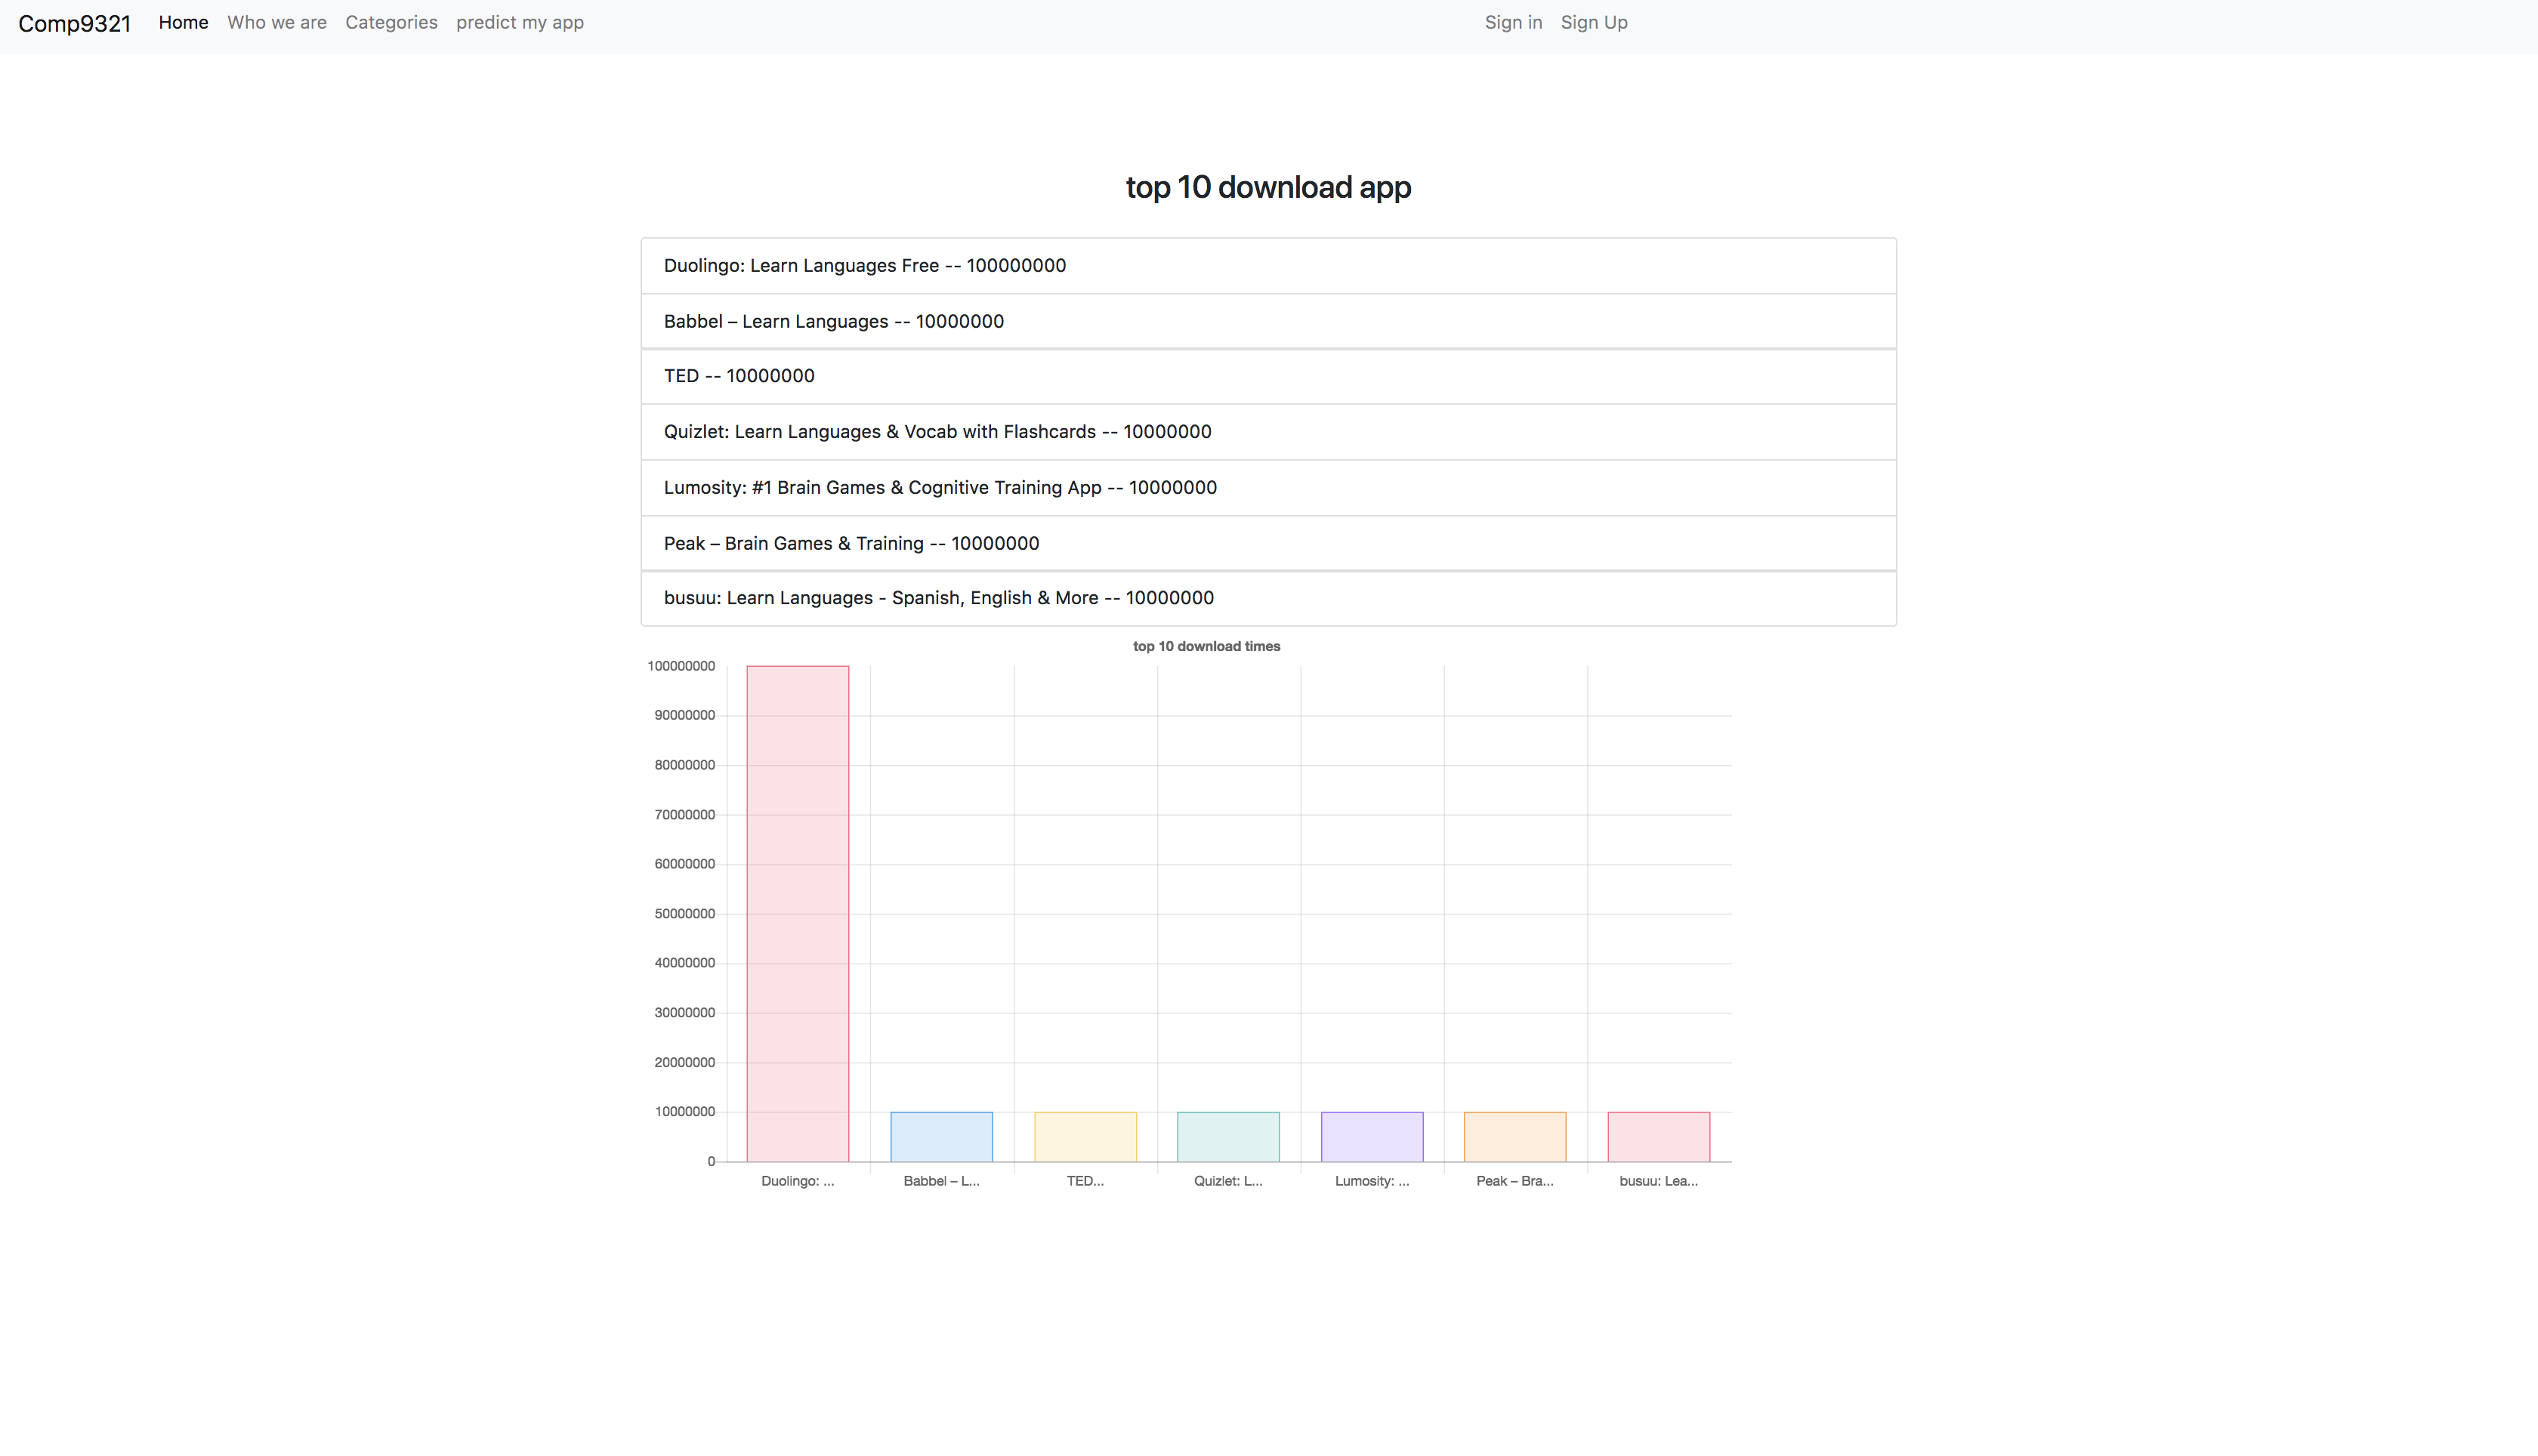 Comp9321 Home Who we are Categories predict my app Sign in Sign Up
top 10 download app
Duolingo: Learn Languages Free -- 100000000
Babbel – Learn Languages -- 10000000
TED -- 10000000
Quizlet: Learn Languages & Vocab with Flashcards -- 10000000
Lumosity: #1 Brain Games & Cognitive Training App -- 10000000
Peak – Brain Games & Training -- 10000000
busuu: Learn Languages - Spanish, English & More -- 10000000
top 10 download times
100000000
90000000
80000000
70000000
60000000
50000000
40000000
30000000
20000000
10000000
0
Duolingo: ... Babbel – L... TED... Quizlet: L... Lumosity: ... Peak – Bra... busuu: Lea...